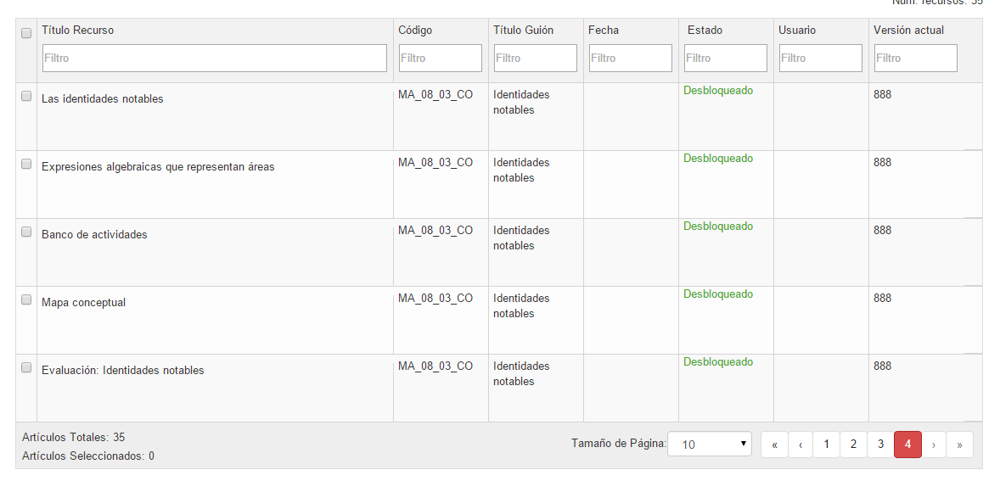 Num. recursos: 35
Título Recurso Código Título Guión Fecha Estado Usuario Versión actual
Filtro Filtro Filtro Filtro Filtro Filtro Filtro
Las identidades notables MA_08_03_CO Identidades notables Desbloqueado 888
Expresiones algebraicas que representan áreas MA_08_03_CO Identidades notables Desbloqueado 888
Banco de actividades MA_08_03_CO Identidades notables Desbloqueado 888
Mapa conceptual MA_08_03_CO Identidades notables Desbloqueado 888
Evaluación: Identidades notables MA_08_03_CO Identidades notables Desbloqueado 888
Artículos Totales: 35
Artículos Seleccionados: 0
Tamaño de Página: 10 « ‹ 1 2 3 4 › »